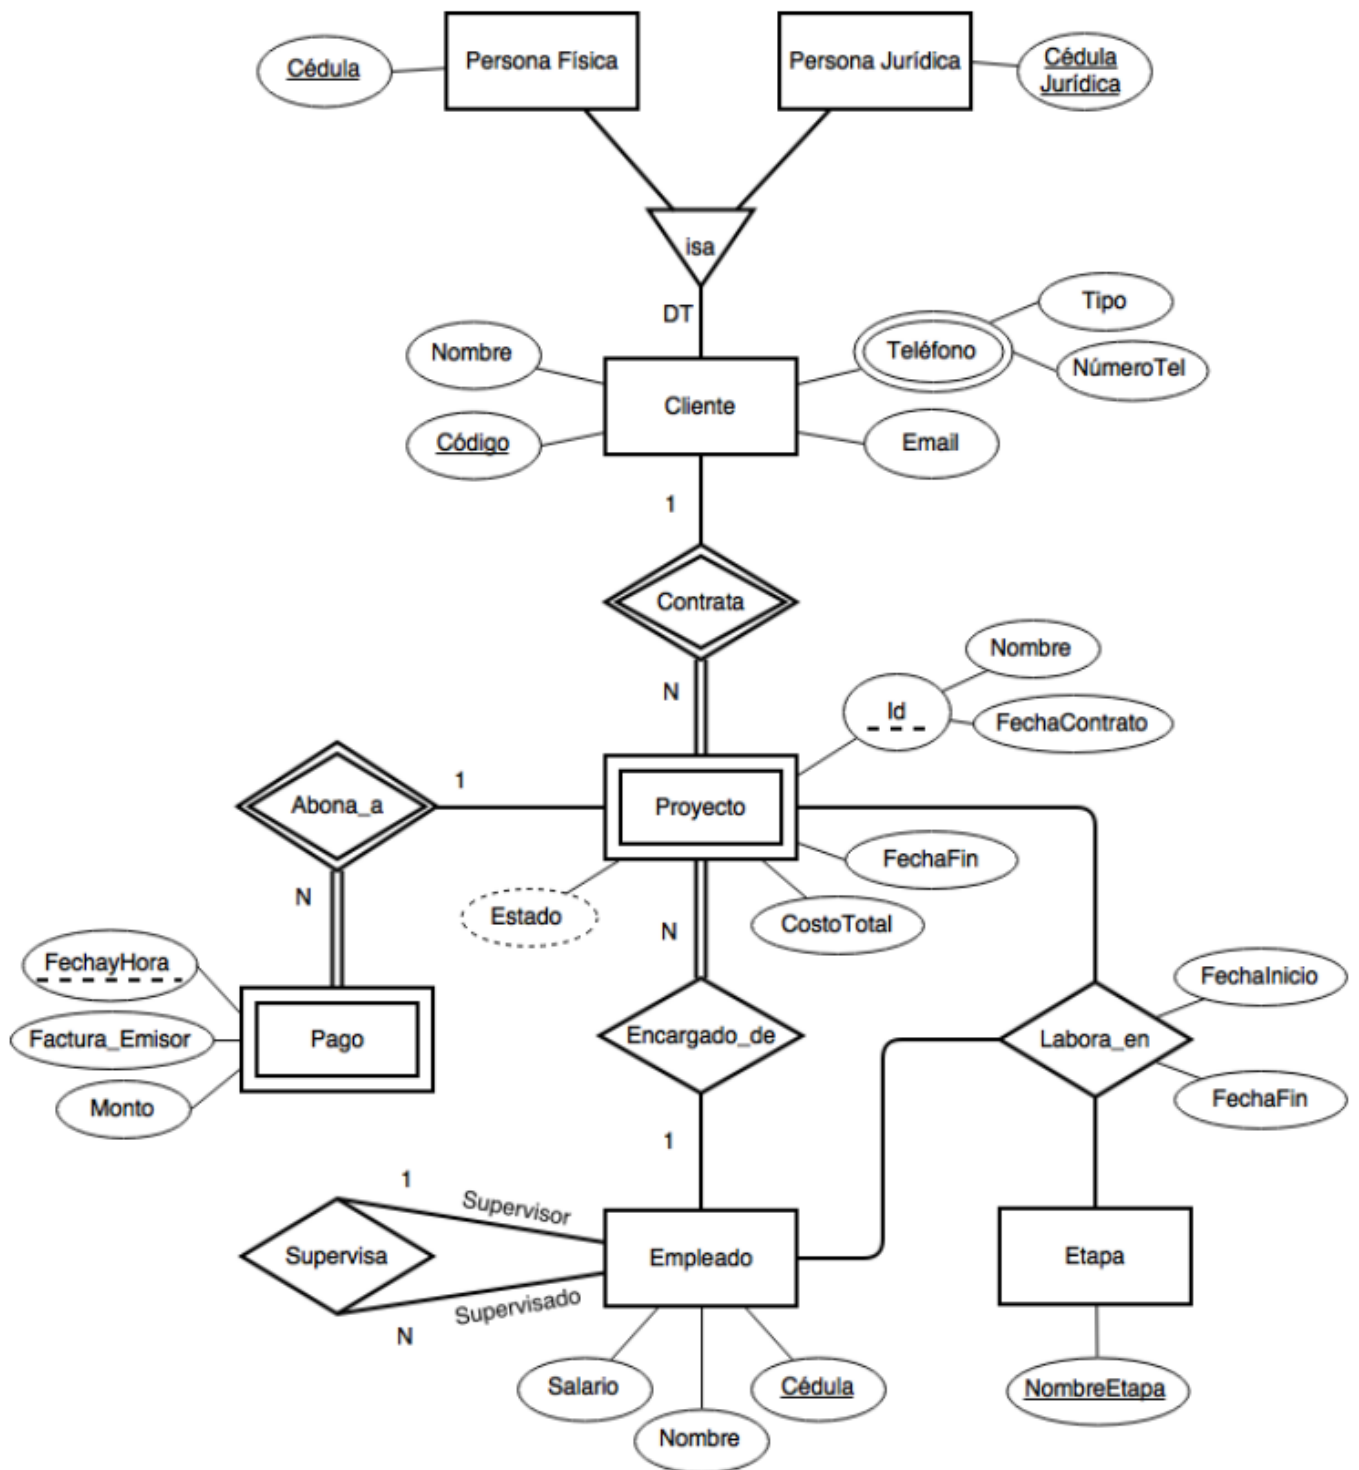 Cédula
Persona Física
Persona Jurídica
Cédula
Jurídica
isa
DT
Nombre
Teléfono
Tipo
NúmeroTel
Cliente
Código
Email
1
Contrata
N
Nombre
Id
FechaContrato
Abona_a
1
Proyecto
N
Estado
N
CostoTotal
FechaFin
FechayHora
Factura_Emisor
Pago
Monto
Encargado_de
Labora_en
FechaInicio
FechaFin
1
1
Supervisor
Supervisa
Supervisado
N
Empleado
Etapa
Salario
Nombre
Cédula
NombreEtapa